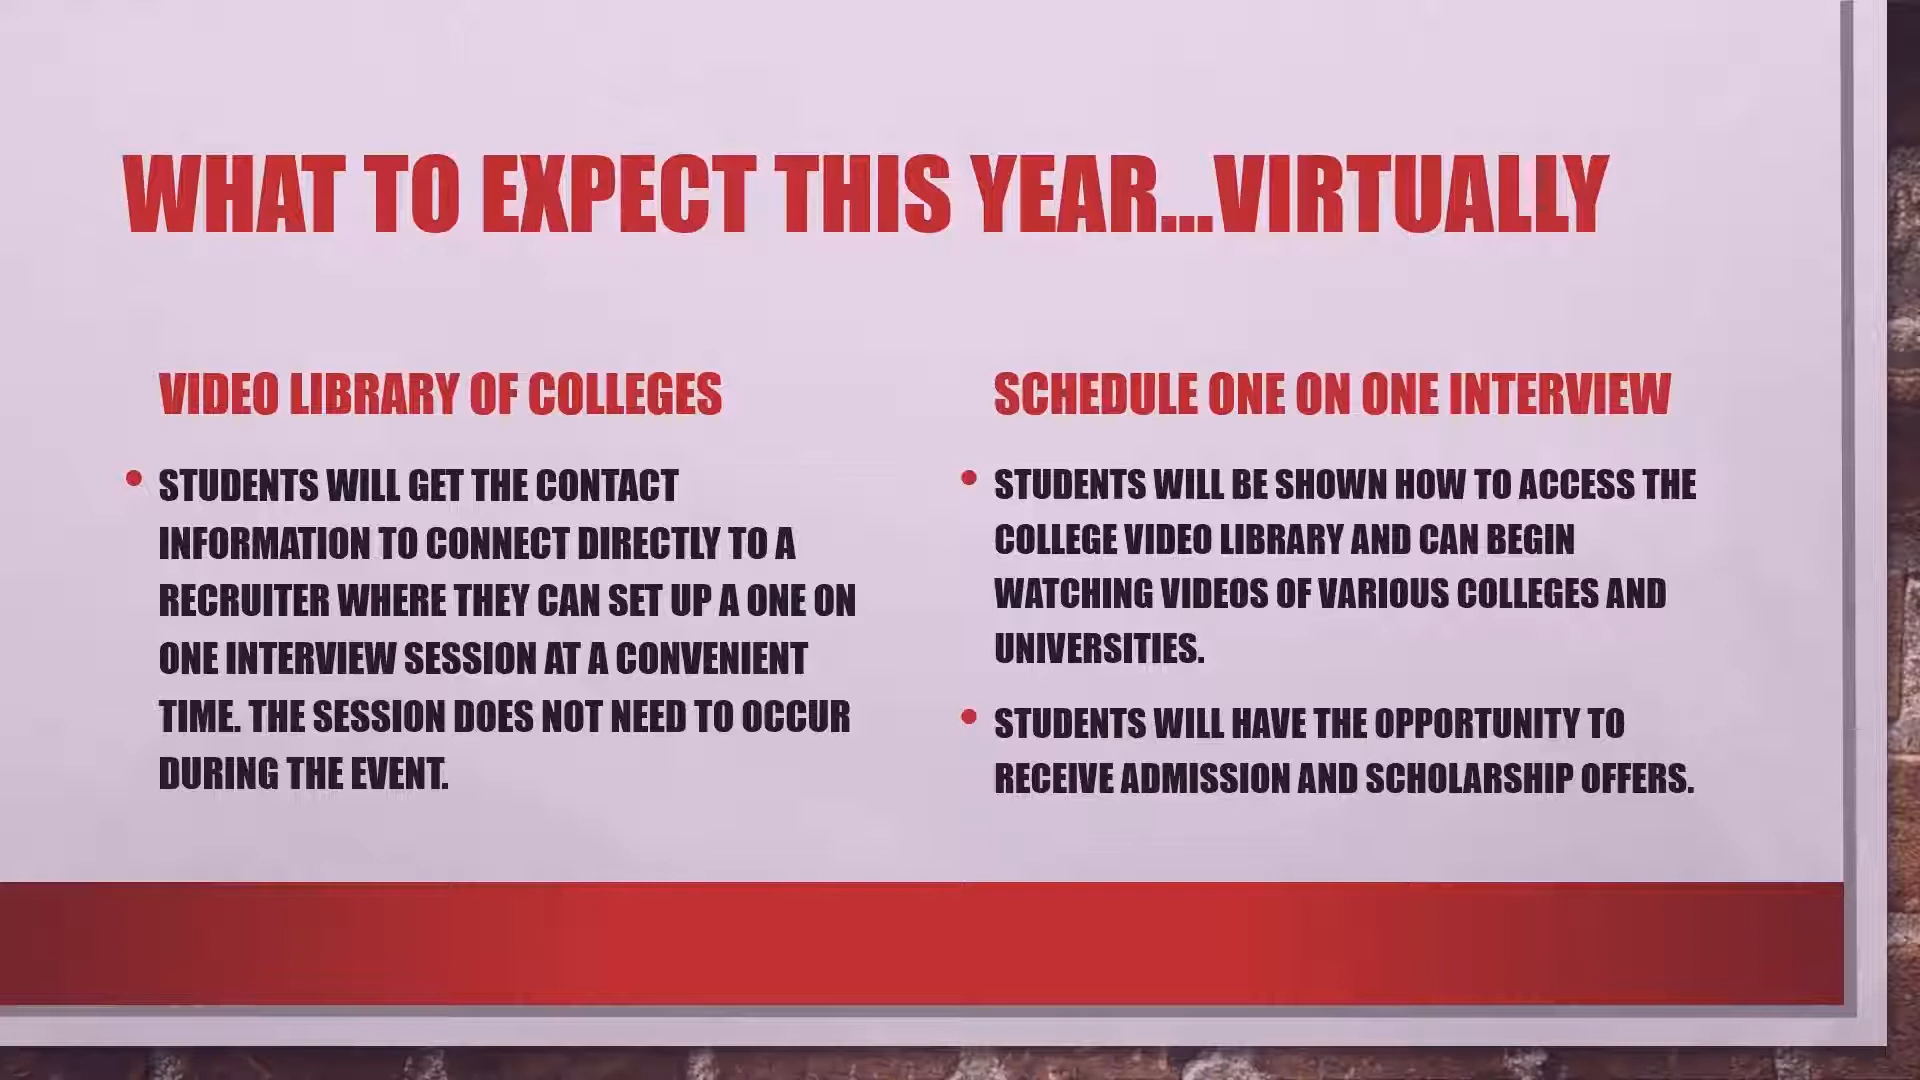 WHAT TO EXPECT THIS YEAR...VIRTUALLY
VIDEO LIBRARY OF COLLEGES
• STUDENTS WILL GET THE CONTACT
INFORMATION TO CONNECT DIRECTLY TO A
RECRUITER WHERE THEY CAN SET UP A ONE ON
ONE INTERVIEW SESSION AT A CONVENIENT
TIME. THE SESSION DOES NOT NEED TO OCCUR
DURING THE EVENT.
SCHEDULE ONE ON ONE INTERVIEW
• STUDENTS WILL BE SHOWN HOW TO ACCESS THE
COLLEGE VIDEO LIBRARY AND CAN BEGIN
WATCHING VIDEOS OF VARIOUS COLLEGES AND
UNIVERSITIES.
• STUDENTS WILL HAVE THE OPPORTUNITY TO
RECEIVE ADMISSION AND SCHOLARSHIP OFFERS.